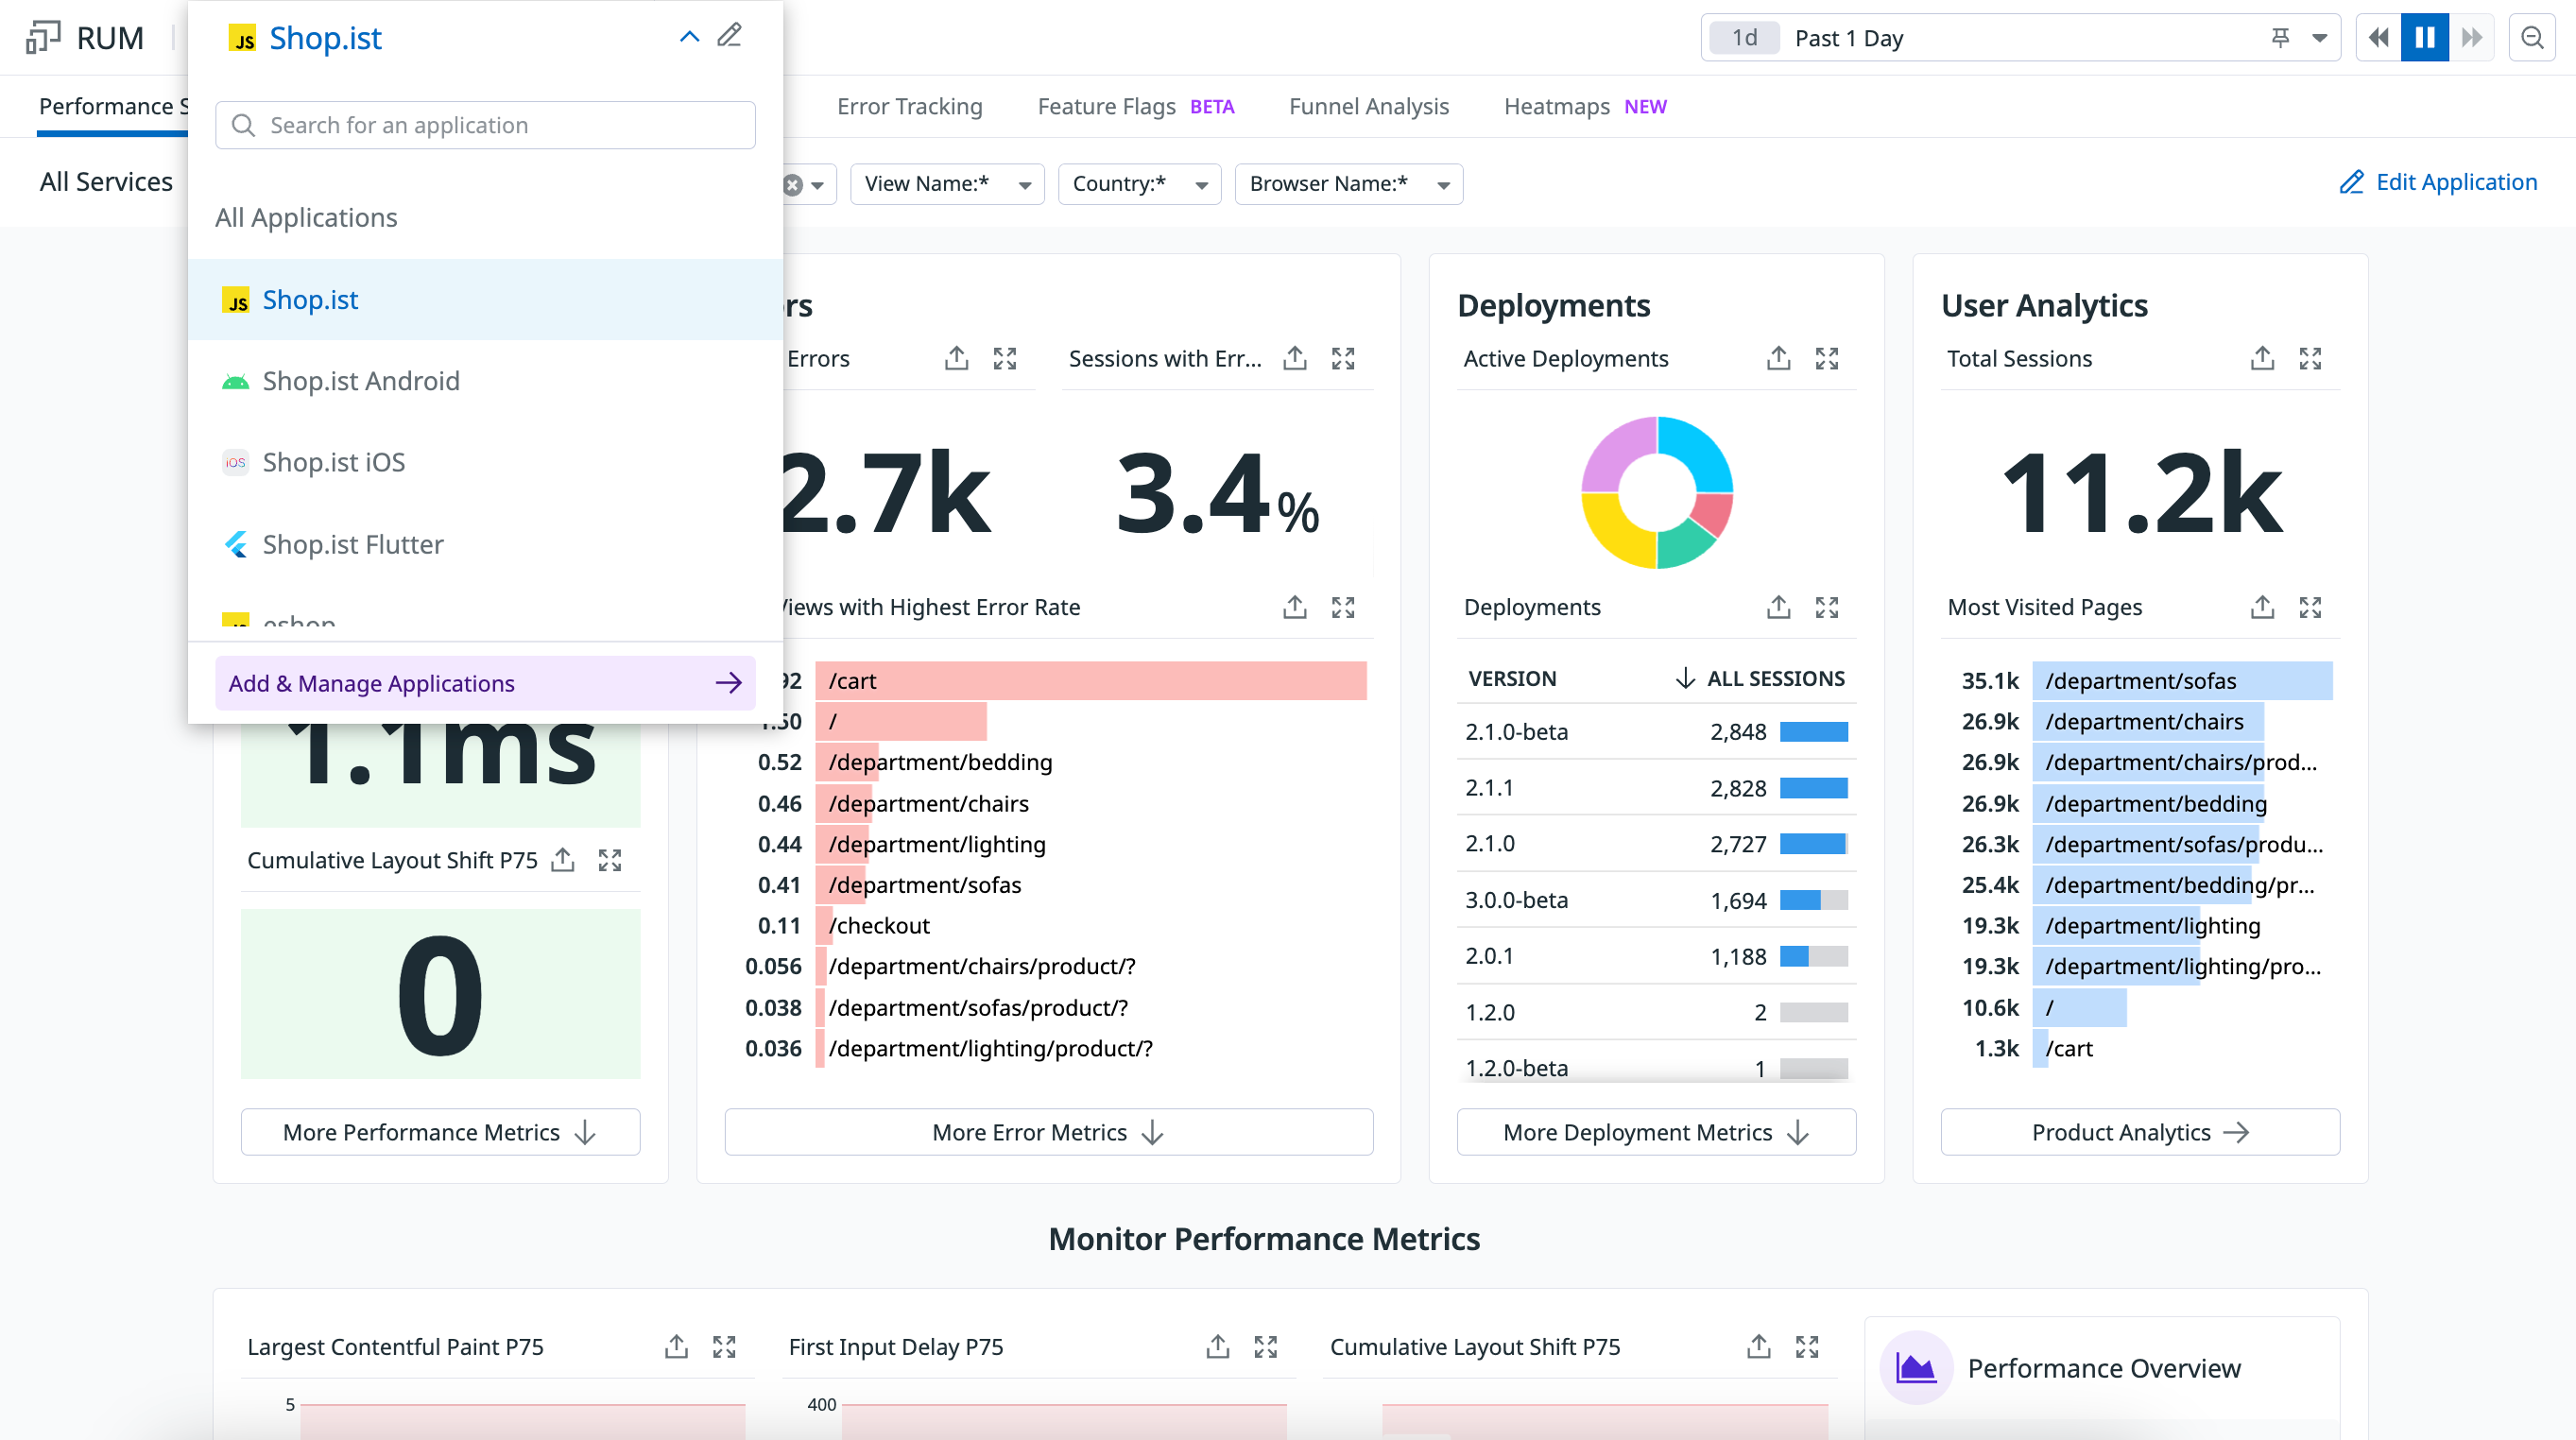 RUM
JS Shop.ist
1d Past 1 Day
Performance S
Error Tracking
Feature Flags BETA
Funnel Analysis
Heatmaps NEW
Search for an application
All Services
View Name:*
Country:*
Browser Name:*
Edit Application
All Applications
JS Shop.ist
Shop.ist Android
iOS Shop.ist iOS
Shop.ist Flutter
JS eshop
Add & Manage Applications
1.1ms
Cumulative Layout Shift P75
0
More Performance Metrics
rs
Errors
Sessions with Err...
2.7k
3.4%
Views with Highest Error Rate
92 /cart
1.50 /
0.52 /department/bedding
0.46 /department/chairs
0.44 /department/lighting
0.41 /department/sofas
0.11 /checkout
0.056 /department/chairs/product/?
0.038 /department/sofas/product/?
0.036 /department/lighting/product/?
More Error Metrics
Deployments
Active Deployments
Deployments
VERSION ALL SESSIONS
2.1.0-beta 2,848
2.1.1 2,828
2.1.0 2,727
3.0.0-beta 1,694
2.0.1 1,188
1.2.0 2
1.2.0-beta 1
More Deployment Metrics
User Analytics
Total Sessions
11.2k
Most Visited Pages
35.1k /department/sofas
26.9k /department/chairs
26.9k /department/chairs/prod...
26.9k /department/bedding
26.3k /department/sofas/produ...
25.4k /department/bedding/pr...
19.3k /department/lighting
19.3k /department/lighting/pro...
10.6k /
1.3k /cart
Product Analytics
Monitor Performance Metrics
Largest Contentful Paint P75
5
First Input Delay P75
400
Cumulative Layout Shift P75
Performance Overview